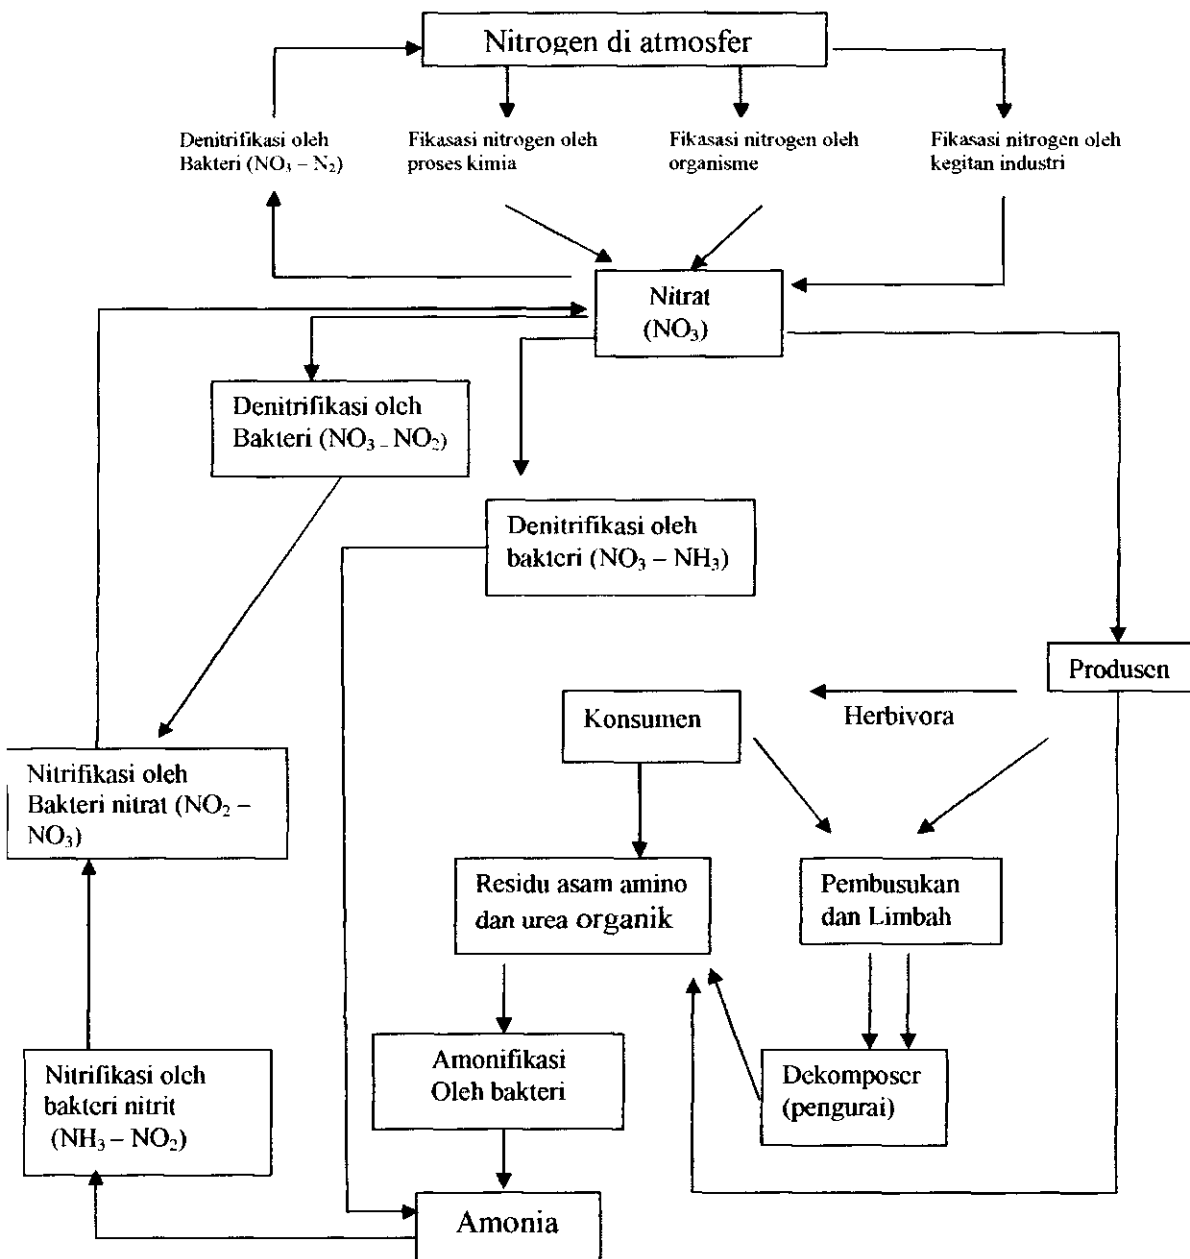 Nitrogen di atmosfer
Denitrifikasi oleh
Bakteri (NO₃ – N₂)
Fikasasi nitrogen oleh
proses kimia
Fikasasi nitrogen oleh
organisme
Fikasasi nitrogen oleh
kegitan industri
Nitrat
(NO₃)
Denitrifikasi oleh
Bakteri (NO₃ – NO₂)
Denitrifikasi oleh
bakteri (NO₃ – NH₃)
Produsen
Herbivora
Konsumen
Nitrifikasi oleh
Bakteri nitrat (NO₂ –
NO₃)
Residu asam amino
dan urea organik
Pembusukan
dan Limbah
Amonifikasi
Oleh bakteri
Dekomposer
(pengurai)
Nitrifikasi oleh
bakteri nitrit
(NH₃ – NO₂)
Amonia